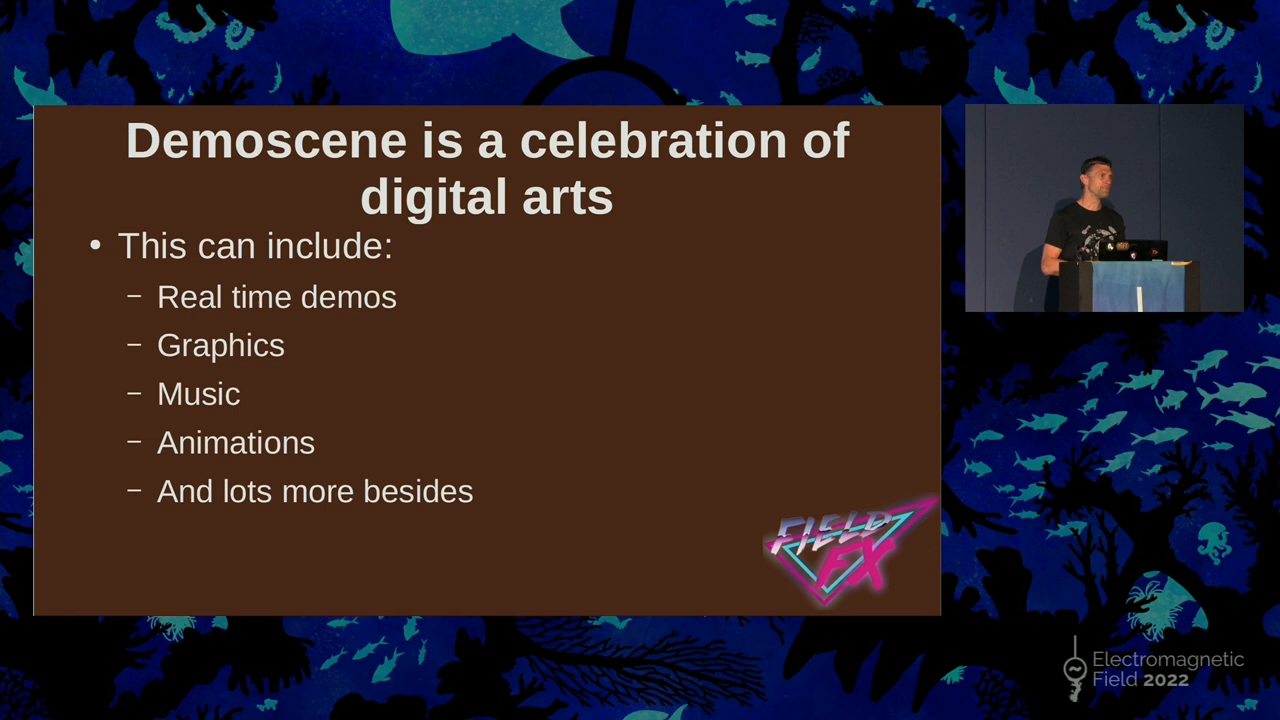 Demoscene is a celebration of
digital arts
• This can include:
– Real time demos
– Graphics
– Music
– Animations
– And lots more besides
FIELD
FX
Electromagnetic
Field 2022